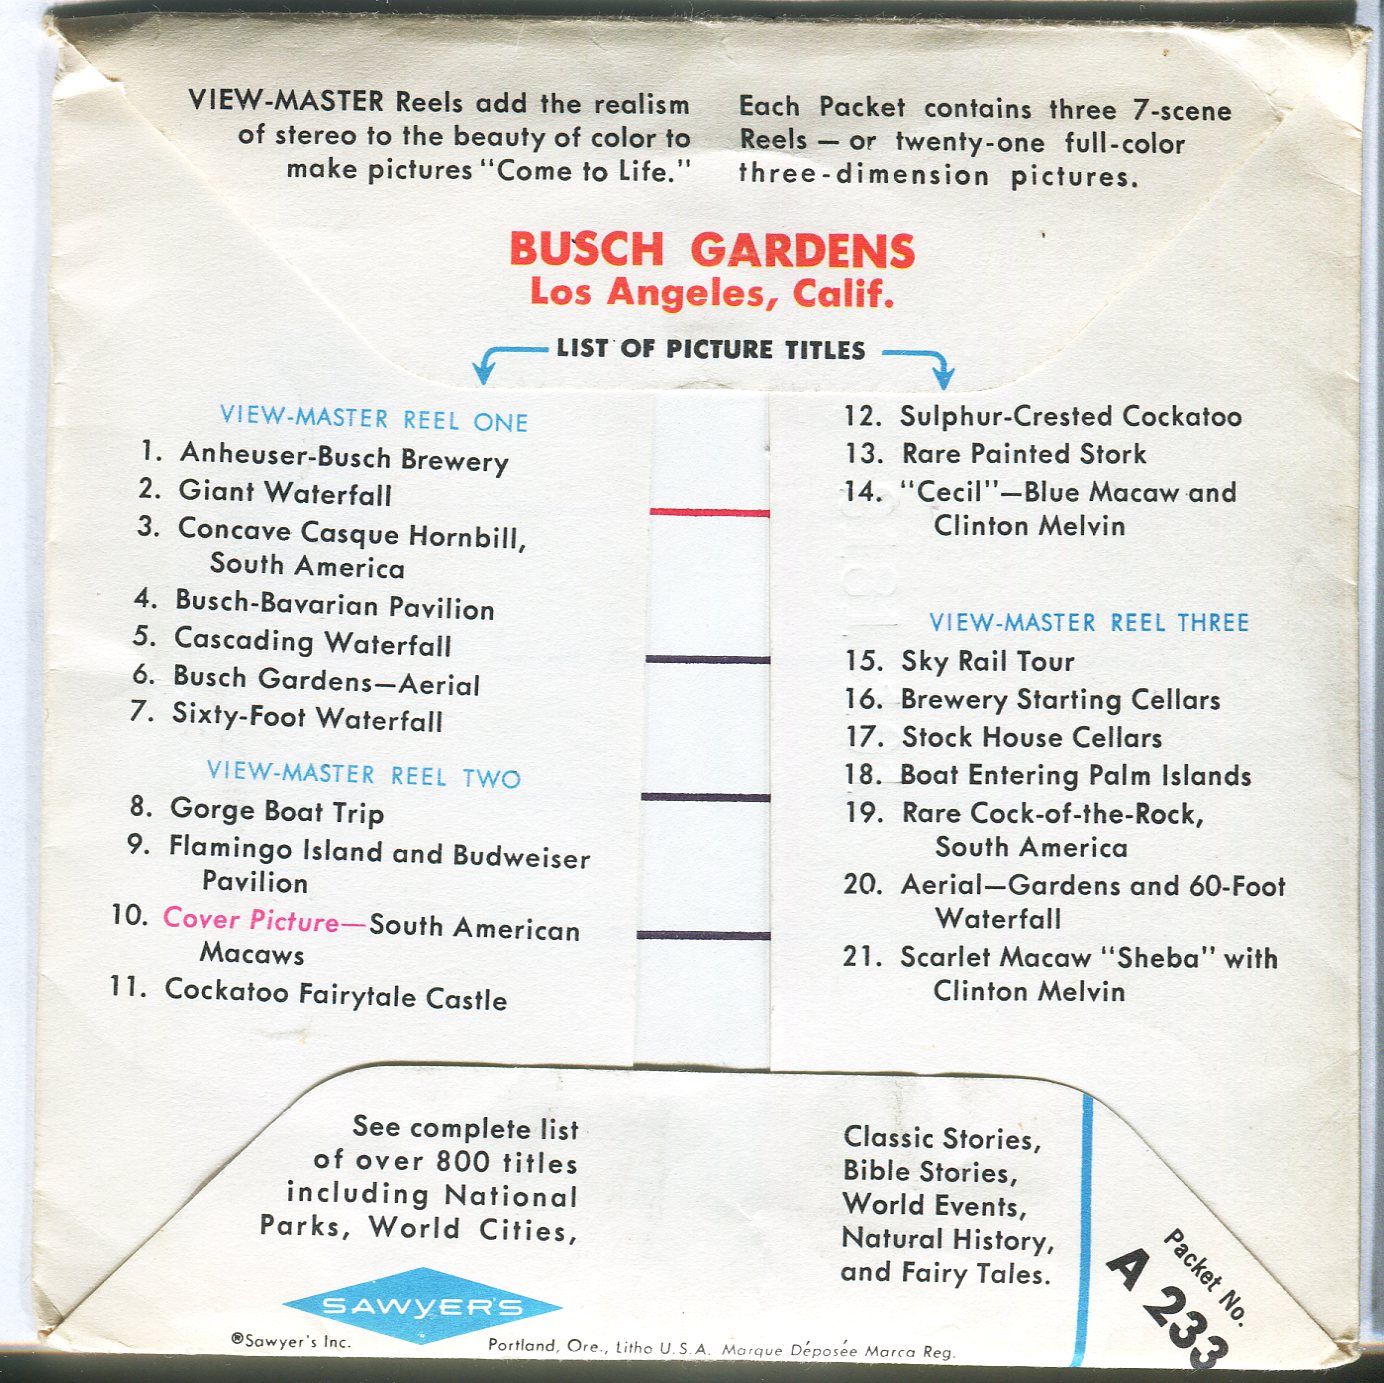 VIEW-MASTER Reels add the realism
of stereo to the beauty of color to
make pictures "Come to Life."
Each Packet contains three 7-scene
Reels — or twenty-one full-color
three-dimension pictures.
BUSCH GARDENS
Los Angeles, Calif.
LIST OF PICTURE TITLES
VIEW-MASTER REEL ONE
1. Anheuser-Busch Brewery
2. Giant Waterfall
3. Concave Casque Hornbill,
South America
4. Busch-Bavarian Pavilion
5. Cascading Waterfall
6. Busch Gardens—Aerial
7. Sixty-Foot Waterfall
VIEW-MASTER REEL TWO
8. Gorge Boat Trip
9. Flamingo Island and Budweiser
Pavilion
10. Cover Picture—South American
Macaws
11. Cockatoo Fairytale Castle
12. Sulphur-Crested Cockatoo
13. Rare Painted Stork
14. "Cecil"—Blue Macaw and
Clinton Melvin
VIEW-MASTER REEL THREE
15. Sky Rail Tour
16. Brewery Starting Cellars
17. Stock House Cellars
18. Boat Entering Palm Islands
19. Rare Cock-of-the-Rock,
South America
20. Aerial—Gardens and 60-Foot
Waterfall
21. Scarlet Macaw "Sheba" with
Clinton Melvin
See complete list
of over 800 titles
including National
Parks, World Cities,
Classic Stories,
Bible Stories,
World Events,
Natural History,
and Fairy Tales.
Packet No.
A 233
SAWYER'S
®Sawyer's Inc.
Portland, Ore., Litho U.S.A. Marque Déposée Marca Reg.